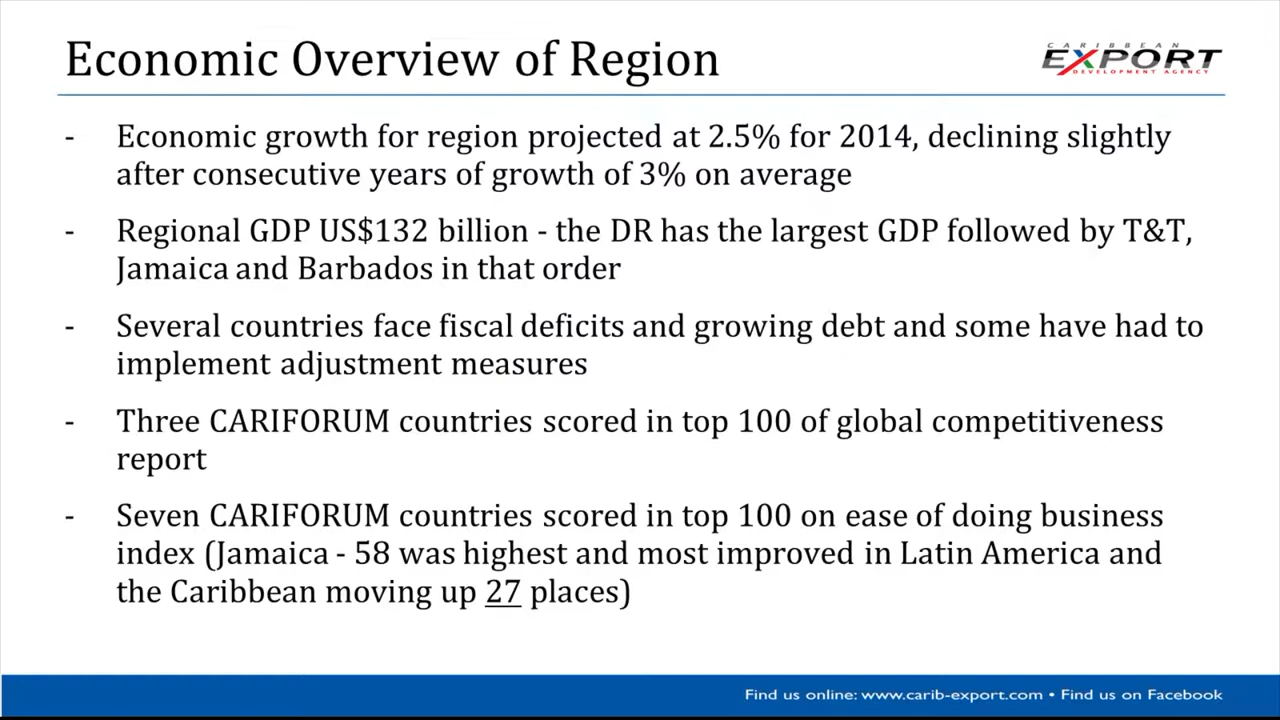 Economic Overview of Region
CARIBBEAN
EXPORT
DEVELOPMENT AGENCY
- Economic growth for region projected at 2.5% for 2014, declining slightly
after consecutive years of growth of 3% on average
- Regional GDP US$132 billion - the DR has the largest GDP followed by T&T,
Jamaica and Barbados in that order
- Several countries face fiscal deficits and growing debt and some have had to
implement adjustment measures
- Three CARIFORUM countries scored in top 100 of global competitiveness
report
- Seven CARIFORUM countries scored in top 100 on ease of doing business
index (Jamaica - 58 was highest and most improved in Latin America and
the Caribbean moving up 27 places)
Find us online: www.carib-export.com • Find us on Facebook